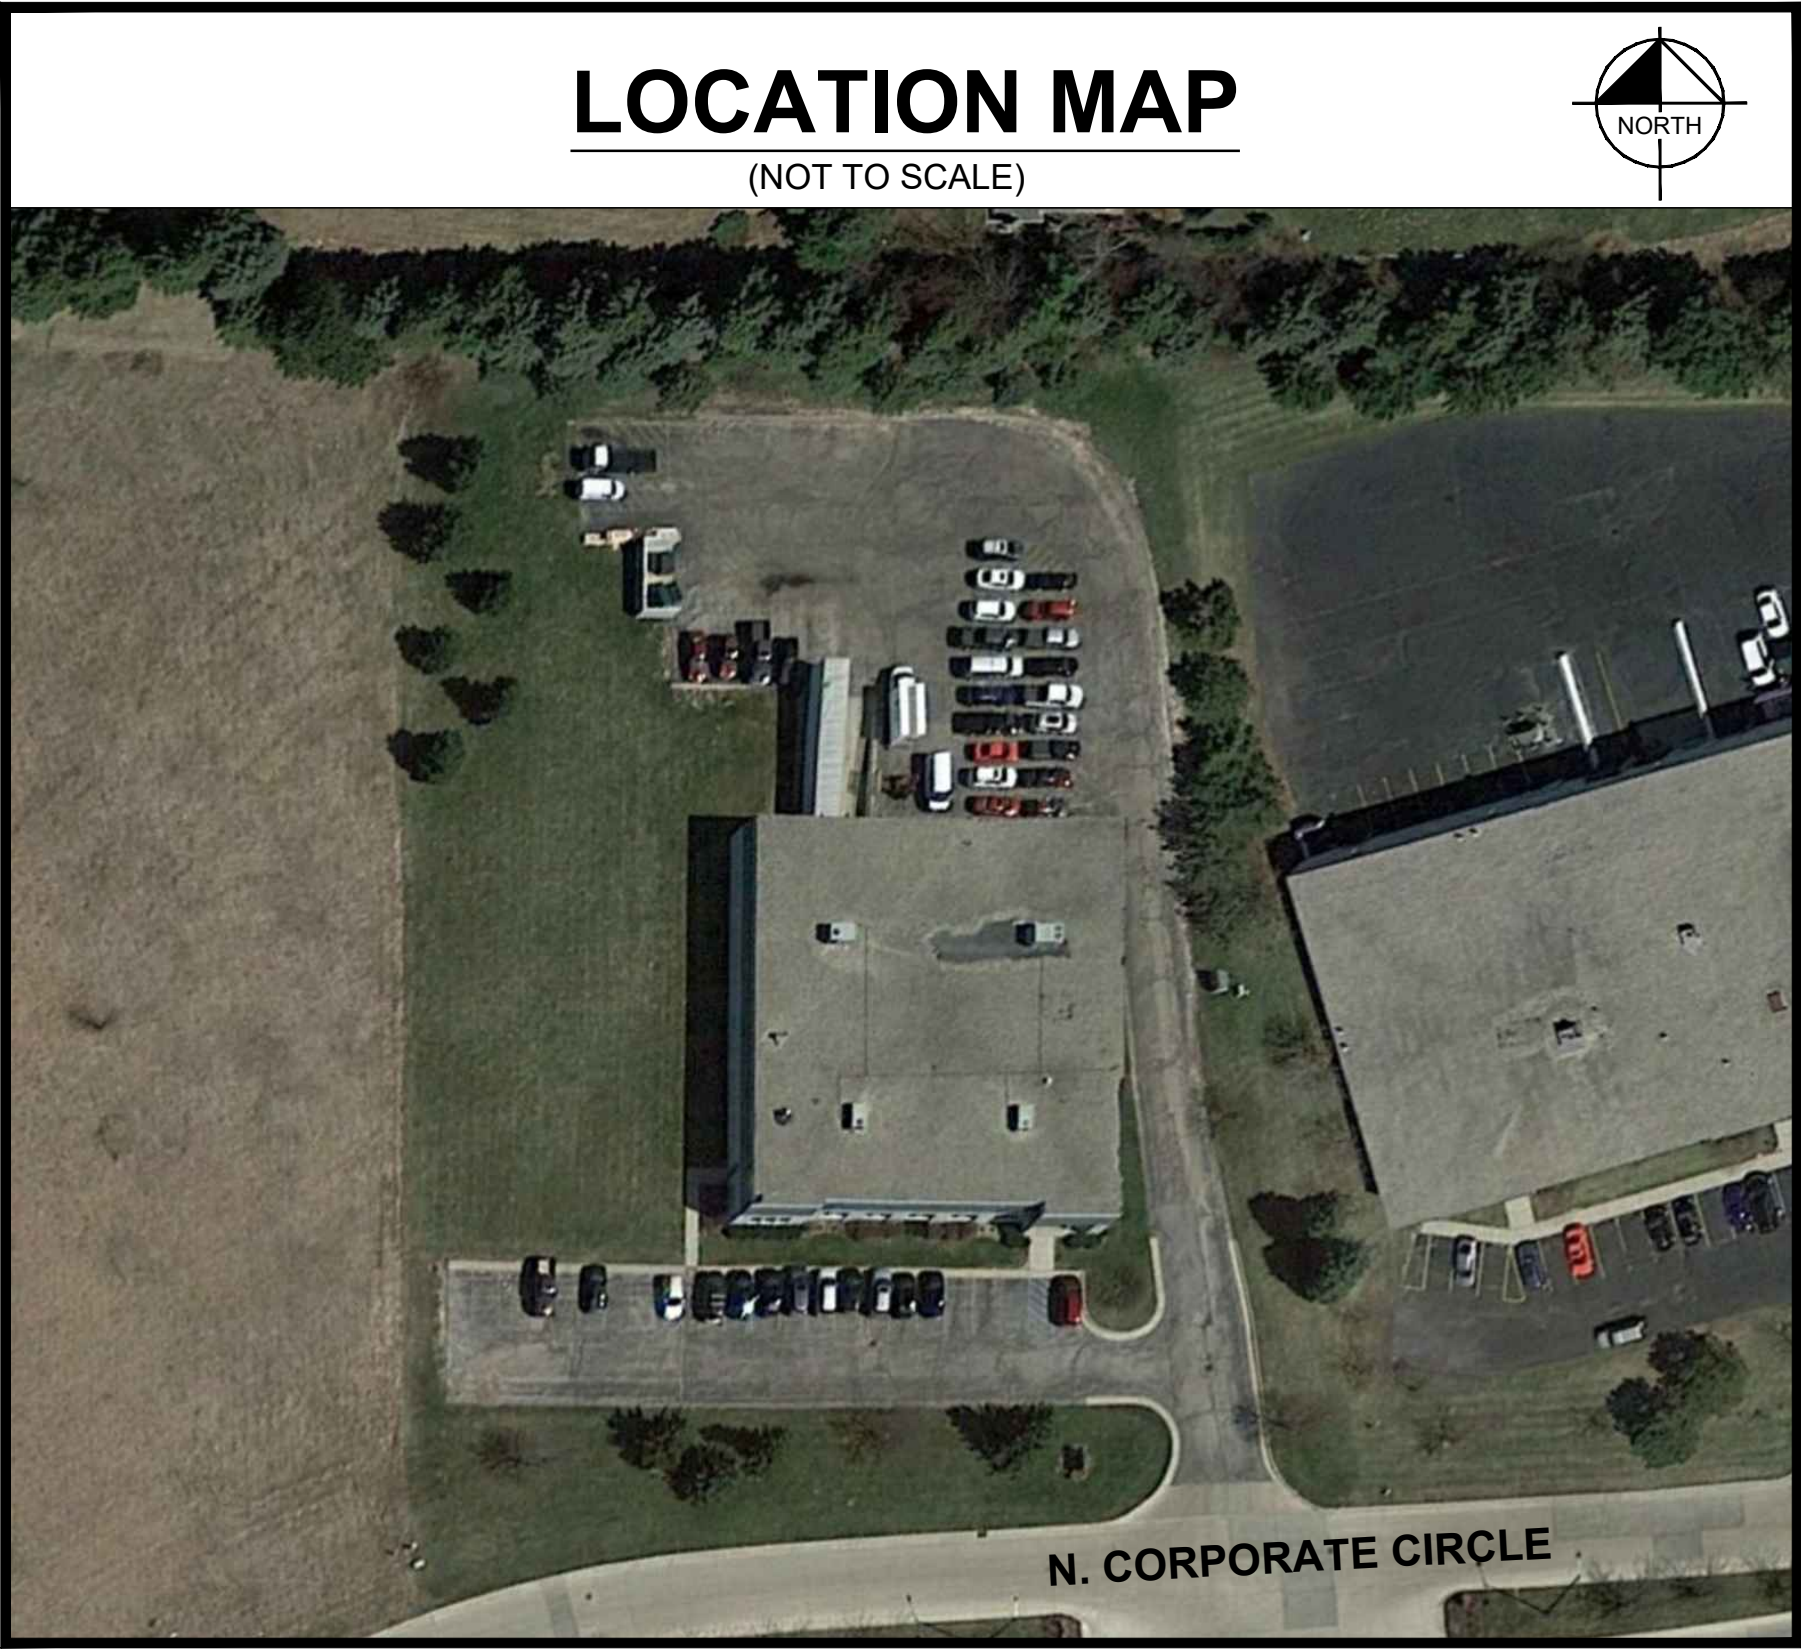 LOCATION MAP
(NOT TO SCALE)
NORTH
N. CORPORATE CIRCLE